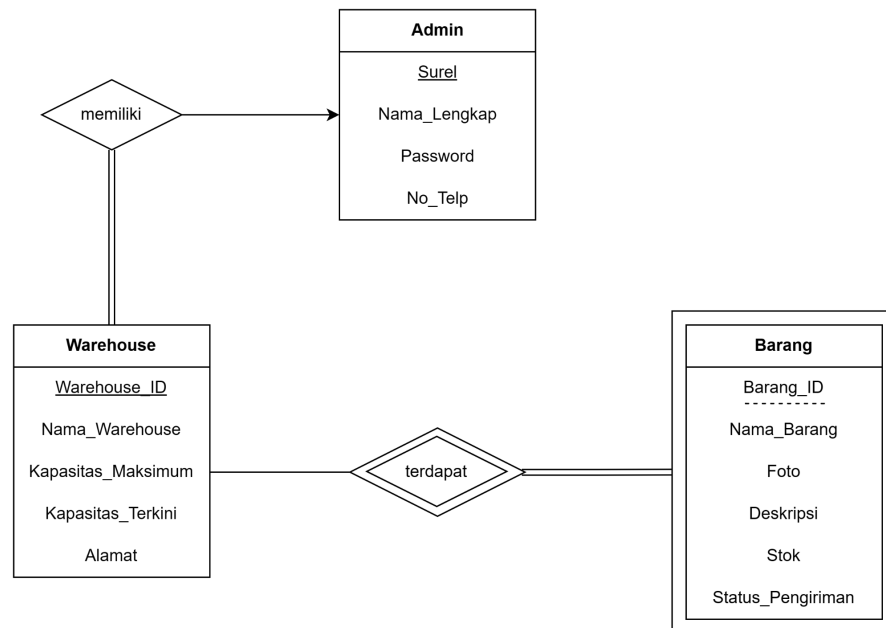 Admin
Surel
Nama_Lengkap
Password
No_Telp
memiliki
Warehouse
Warehouse_ID
Nama_Warehouse
Kapasitas_Maksimum
Kapasitas_Terkini
Alamat
terdapat
Barang
Barang_ID
Nama_Barang
Foto
Deskripsi
Stok
Status_Pengiriman